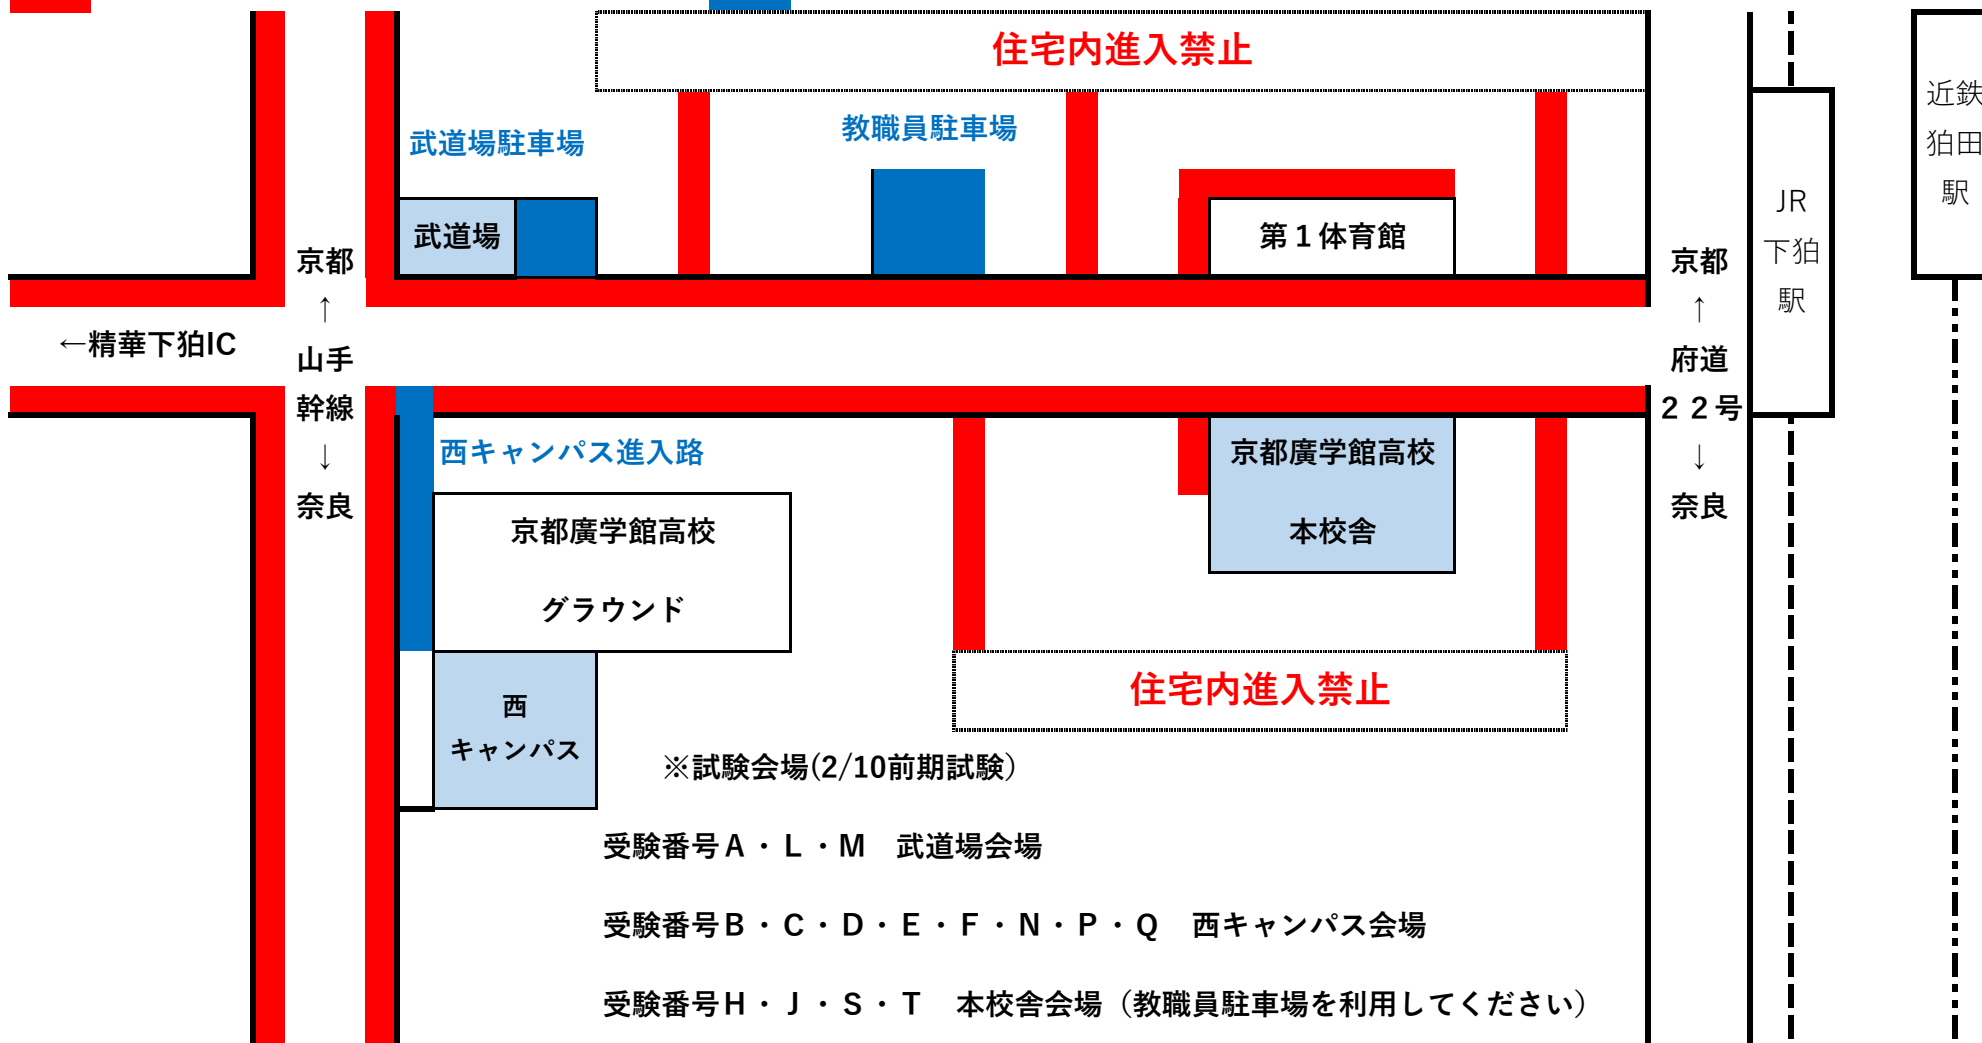 住宅内進入禁止
武道場駐車場
教職員駐車場
武道場
第１体育館
近鉄
狛田
駅
JR
下狛
駅
京都
↑
山手
幹線
↓
奈良
←精華下狛IC
京都
↑
府道
２２号
↓
奈良
西キャンパス進入路
京都廣学館高校
グラウンド
京都廣学館高校
本校舎
西
キャンパス
住宅内進入禁止
※試験会場(2/10前期試験）
受験番号Ａ・Ｌ・Ｍ　武道場会場
受験番号Ｂ・Ｃ・Ｄ・Ｅ・Ｆ・Ｎ・Ｐ・Ｑ　西キャンパス会場
受験番号Ｈ・Ｊ・Ｓ・Ｔ　本校舎会場（教職員駐車場を利用してください）